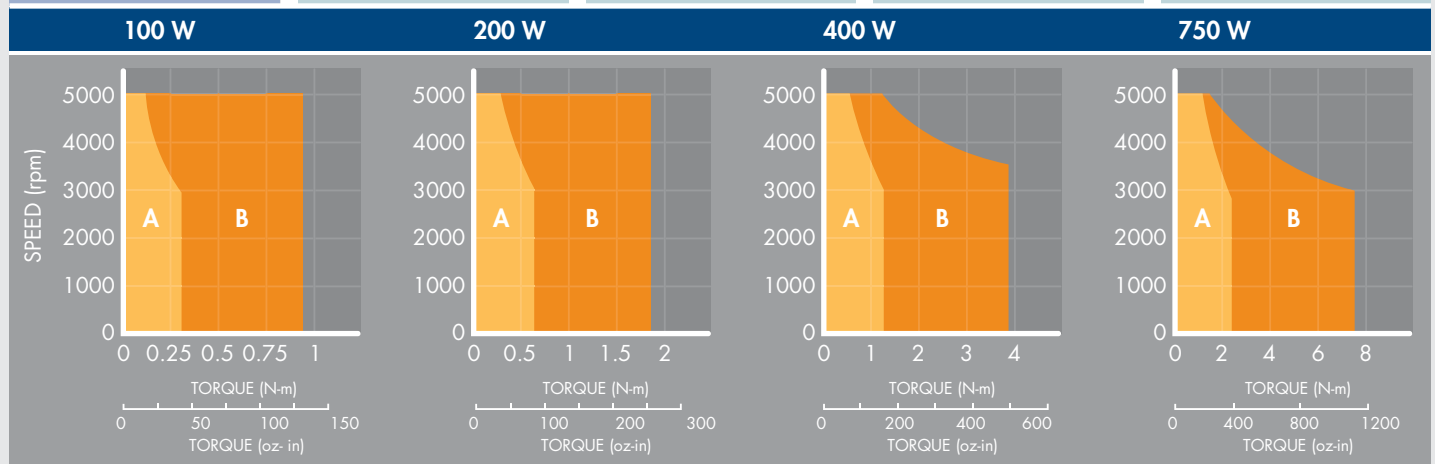 100 W
200 W
400 W
750 W
SPEED (rpm)
5000
4000
3000
2000
1000
0
A
B
0 0.25 0.5 0.75 1
TORQUE (N-m)
0 50 100 150
TORQUE (oz- in)
5000
4000
3000
2000
1000
0
A
B
0 0.5 1 1.5 2
TORQUE (N-m)
0 100 200 300
TORQUE (oz-in)
5000
4000
3000
2000
1000
0
A
B
0 1 2 3 4
TORQUE (N-m)
0 200 400 600
TORQUE (oz-in)
5000
4000
3000
2000
1000
0
A
B
0 2 4 6 8
TORQUE (N-m)
0 400 800 1200
TORQUE (oz-in)